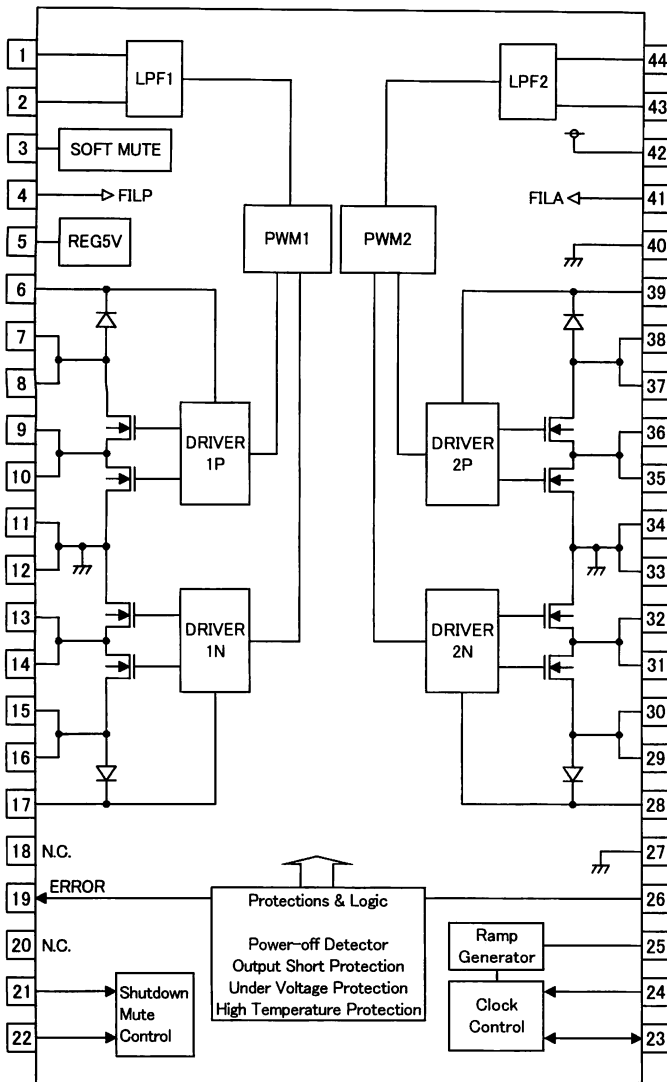 1
LPF1
2
3
SOFT MUTE
4
FILP
5
REG5V
6
7
8
9
10
DRIVER
1P
11
12
13
14
DRIVER
1N
15
16
17
18
N.C.
19
ERROR
20
N.C.
21
22
Shutdown
Mute
Control
PWM1
PWM2
Protections & Logic
Power-off Detector
Output Short Protection
Under Voltage Protection
High Temperature Protection
LPF2
44
43
42
FILA
41
40
39
38
37
36
35
DRIVER
2P
34
33
32
31
DRIVER
2N
30
29
28
27
26
Ramp
Generator
25
24
Clock
Control
23